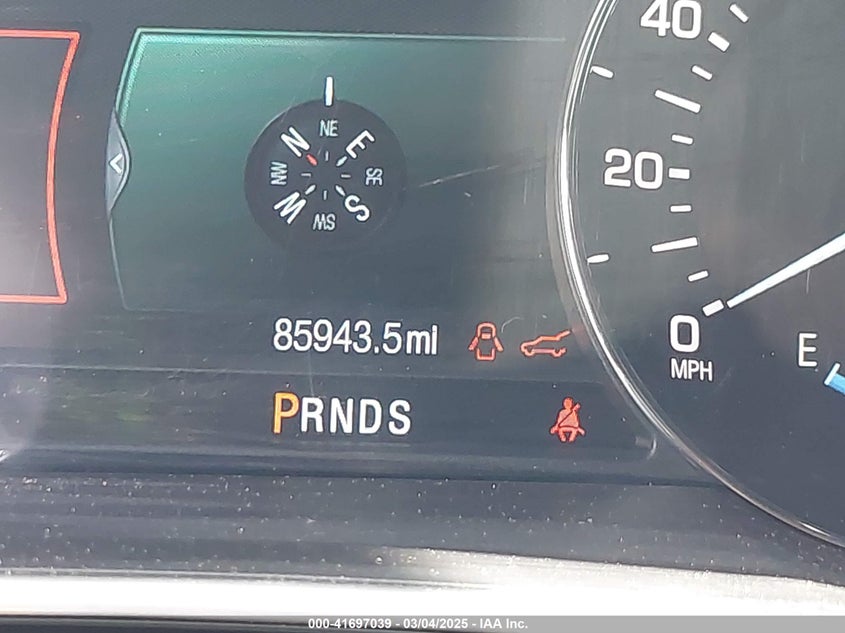 40
NE
N E
NW SE
W S
SW
20
85943.5mi
0
MPH
E
PRNDS
000-41697039 - 03/04/2025 - IAA Inc.